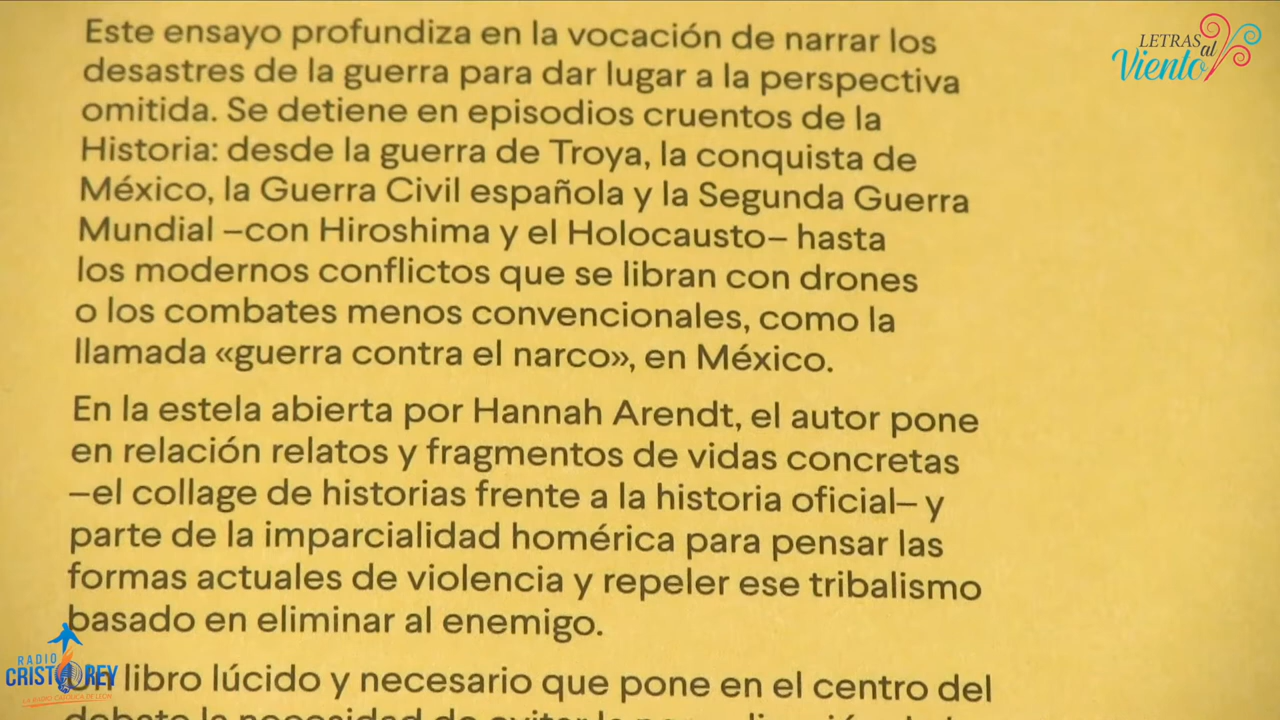 Este ensayo profundiza en la vocación de narrar los
desastres de la guerra para dar lugar a la perspectiva
omitida. Se detiene en episodios cruentos de la
Historia: desde la guerra de Troya, la conquista de
México, la Guerra Civil española y la Segunda Guerra
Mundial –con Hiroshima y el Holocausto– hasta
los modernos conflictos que se libran con drones
o los combates menos convencionales, como la
llamada «guerra contra el narco», en México.
En la estela abierta por Hannah Arendt, el autor pone
en relación relatos y fragmentos de vidas concretas
–el collage de historias frente a la historia oficial– y
parte de la imparcialidad homérica para pensar las
formas actuales de violencia y repeler ese tribalismo
basado en eliminar al enemigo.
libro lúcido y necesario que pone en el centro del
LETRAS al
Viento
RADIO
CRISTO REY
LA RADIO CATÓLICA DE LEÓN